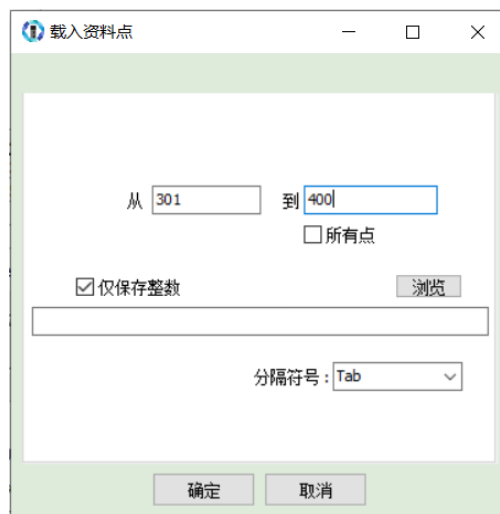 载入资料点
从 301 到 400
所有点
仅保存整数 浏览
分隔符号 : Tab
确定 取消